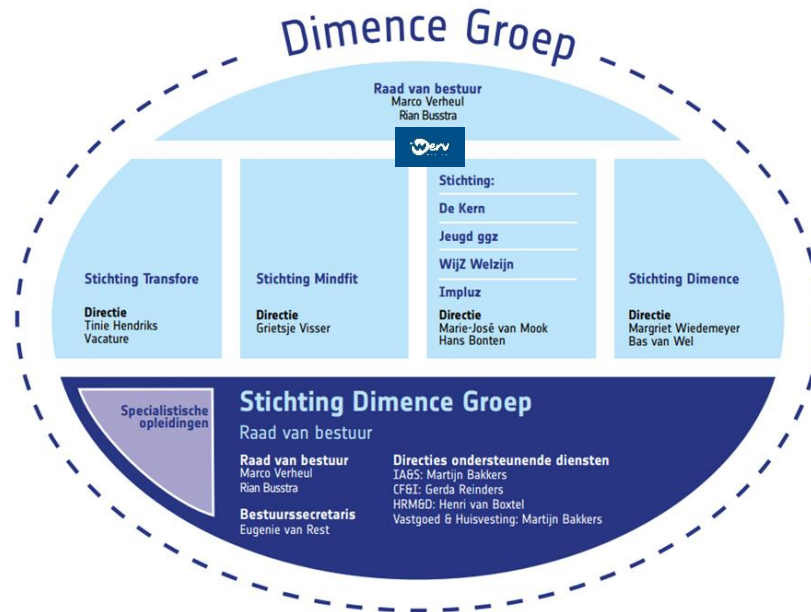 Dimence Groep
Raad van bestuur
Marco Verheul
Rian Busstra
Werv
Stichting Transfore
Directie
Tinie Hendriks
Vacature
Stichting Mindfit
Directie
Grietsje Visser
Stichting:
De Kern
Jeugd ggz
WijZ Welzijn
Impluz
Directie
Marie-José van Mook
Hans Bonten
Stichting Dimence
Directie
Margriet Wiedemeyer
Bas van Wel
Specialistische
opleidingen
Stichting Dimence Groep
Raad van bestuur
Raad van bestuur
Marco Verheul
Rian Busstra
Bestuurssecretaris
Eugenie van Rest
Directies ondersteunende diensten
IA&S: Martijn Bakkers
CF&I: Gerda Reinders
HRM&D: Henri van Boxtel
Vastgoed & Huisvesting: Martijn Bakkers